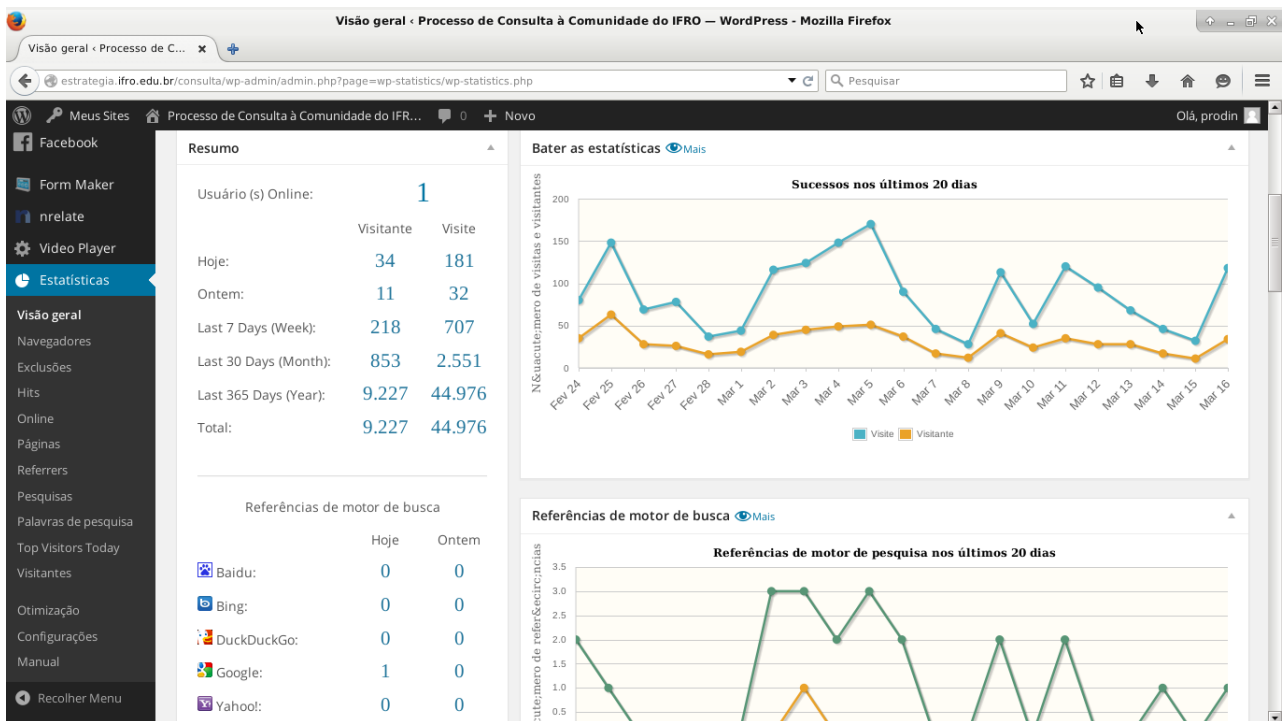 Visão geral ‹ Processo de Consulta à Comunidade do IFRO — WordPress - Mozilla Firefox
Visão geral ‹ Processo de C...
estrategia.ifro.edu.br/consulta/wp-admin/admin.php?page=wp-statistics/wp-statistics.php
Pesquisar
Meus Sites Processo de Consulta à Comunidade do IFR... 0 Novo Olá, prodin
Facebook
Form Maker
nrelate
Video Player
Estatísticas
Visão geral
Navegadores
Exclusões
Hits
Online
Páginas
Referrers
Pesquisas
Palavras de pesquisa
Top Visitors Today
Visitantes
Otimização
Configurações
Manual
Recolher Menu
Resumo
Usuário (s) Online: 1
Visitante Visite
Hoje: 34 181
Ontem: 11 32
Last 7 Days (Week): 218 707
Last 30 Days (Month): 853 2.551
Last 365 Days (Year): 9.227 44.976
Total: 9.227 44.976
Referências de motor de busca
Hoje Ontem
Baidu: 0 0
Bing: 0 0
DuckDuckGo: 0 0
Google: 1 0
Yahoo!: 0 0
Bater as estatísticas Mais
Sucessos nos últimos 20 dias
N&uacute;mero de visitas e visitantes
200
150
100
50
0
Fev 24 Fev 25 Fev 26 Fev 27 Fev 28 Mar 1 Mar 2 Mar 3 Mar 4 Mar 5 Mar 6 Mar 7 Mar 8 Mar 9 Mar 10 Mar 11 Mar 12 Mar 13 Mar 14 Mar 15 Mar 16
Visite Visitante
Referências de motor de busca Mais
Referências de motor de pesquisa nos últimos 20 dias
ute;mero de refer&ecirc;ncias
3.5
3.0
2.5
2.0
1.5
1.0
0.5